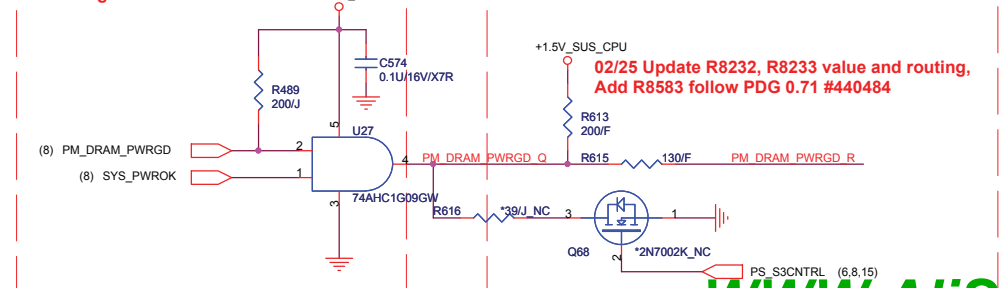 +1.5V_SUS_CPU
02/25 Update R8232, R8233 value and routing,
Add R8583 follow PDG 0.71 #440484
C574
0.1U/16V/X7R
R489
200/J
R613
200/F
5
U27
(8) PM_DRAM_PWRGD
2
4
PM_DRAM_PWRGD_Q
R615
130/F
PM_DRAM_PWRGD_R
(8) SYS_PWROK
1
3
74AHC1G09GW
R616
*39/J_NC
3
1
Q68
*2N7002K_NC
2
PS_S3CNTRL (6,8,15)